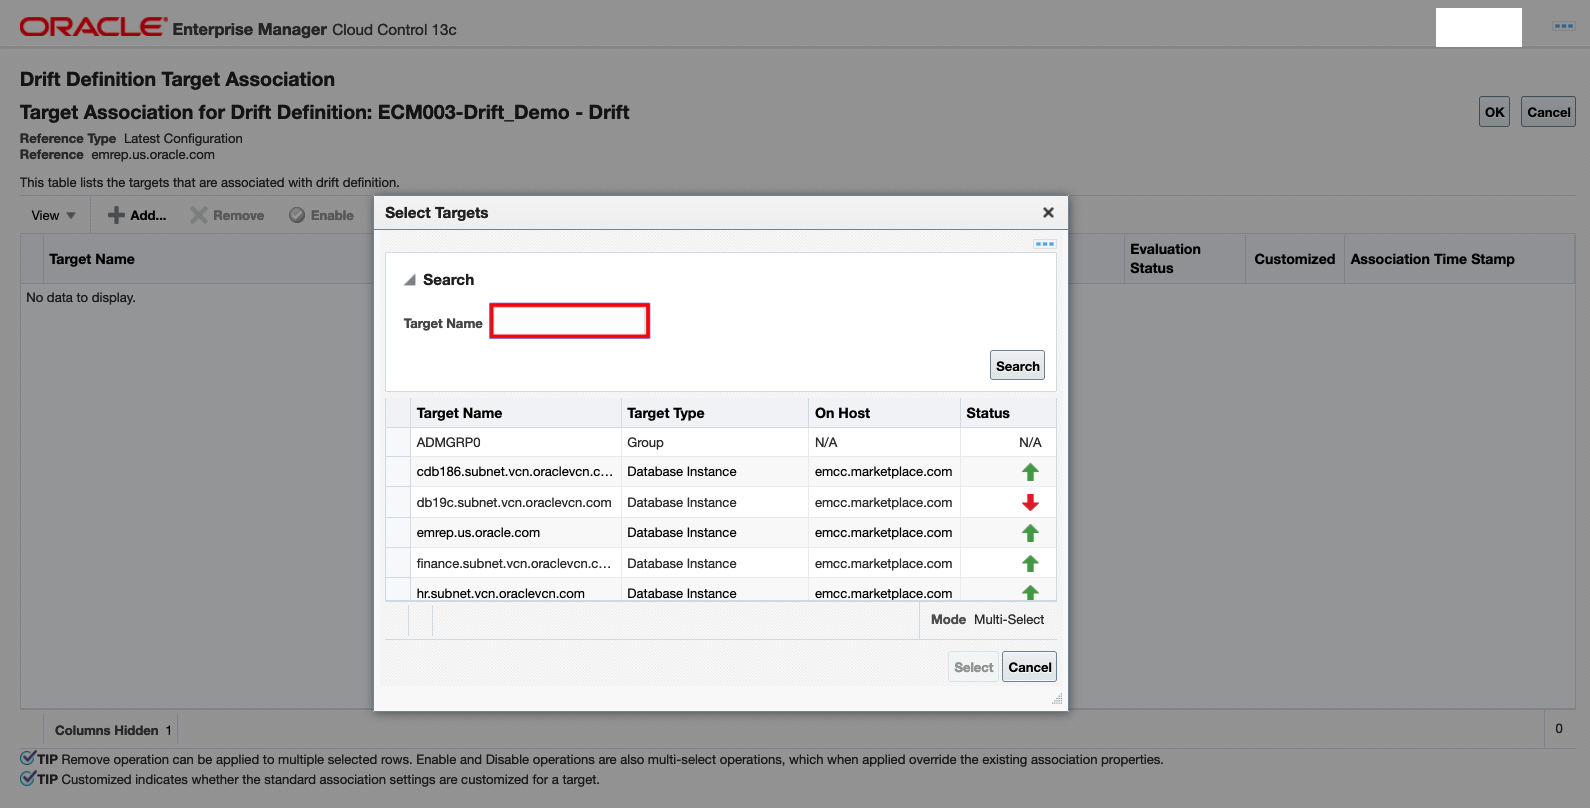 ORACLE Enterprise Manager Cloud Control 13c
Drift Definition Target Association
Target Association for Drift Definition: ECM003-Drift_Demo - Drift
OK Cancel
Reference Type Latest Configuration
Reference emrep.us.oracle.com
This table lists the targets that are associated with drift definition.
View Add... Remove Enable
Target Name Evaluation Status Customized Association Time Stamp
No data to display.
Select Targets
Search
Target Name
Search
Target Name Target Type On Host Status
ADMGRP0 Group N/A N/A
cdb186.subnet.vcn.oraclevcn.c... Database Instance emcc.marketplace.com
db19c.subnet.vcn.oraclevcn.com Database Instance emcc.marketplace.com
emrep.us.oracle.com Database Instance emcc.marketplace.com
finance.subnet.vcn.oraclevcn.c... Database Instance emcc.marketplace.com
hr.subnet.vcn.oraclevcn.com Database Instance emcc.marketplace.com
Mode Multi-Select
Select Cancel
Columns Hidden 1 0
TIP Remove operation can be applied to multiple selected rows. Enable and Disable operations are also multi-select operations, which when applied override the existing association properties.
TIP Customized indicates whether the standard association settings are customized for a target.